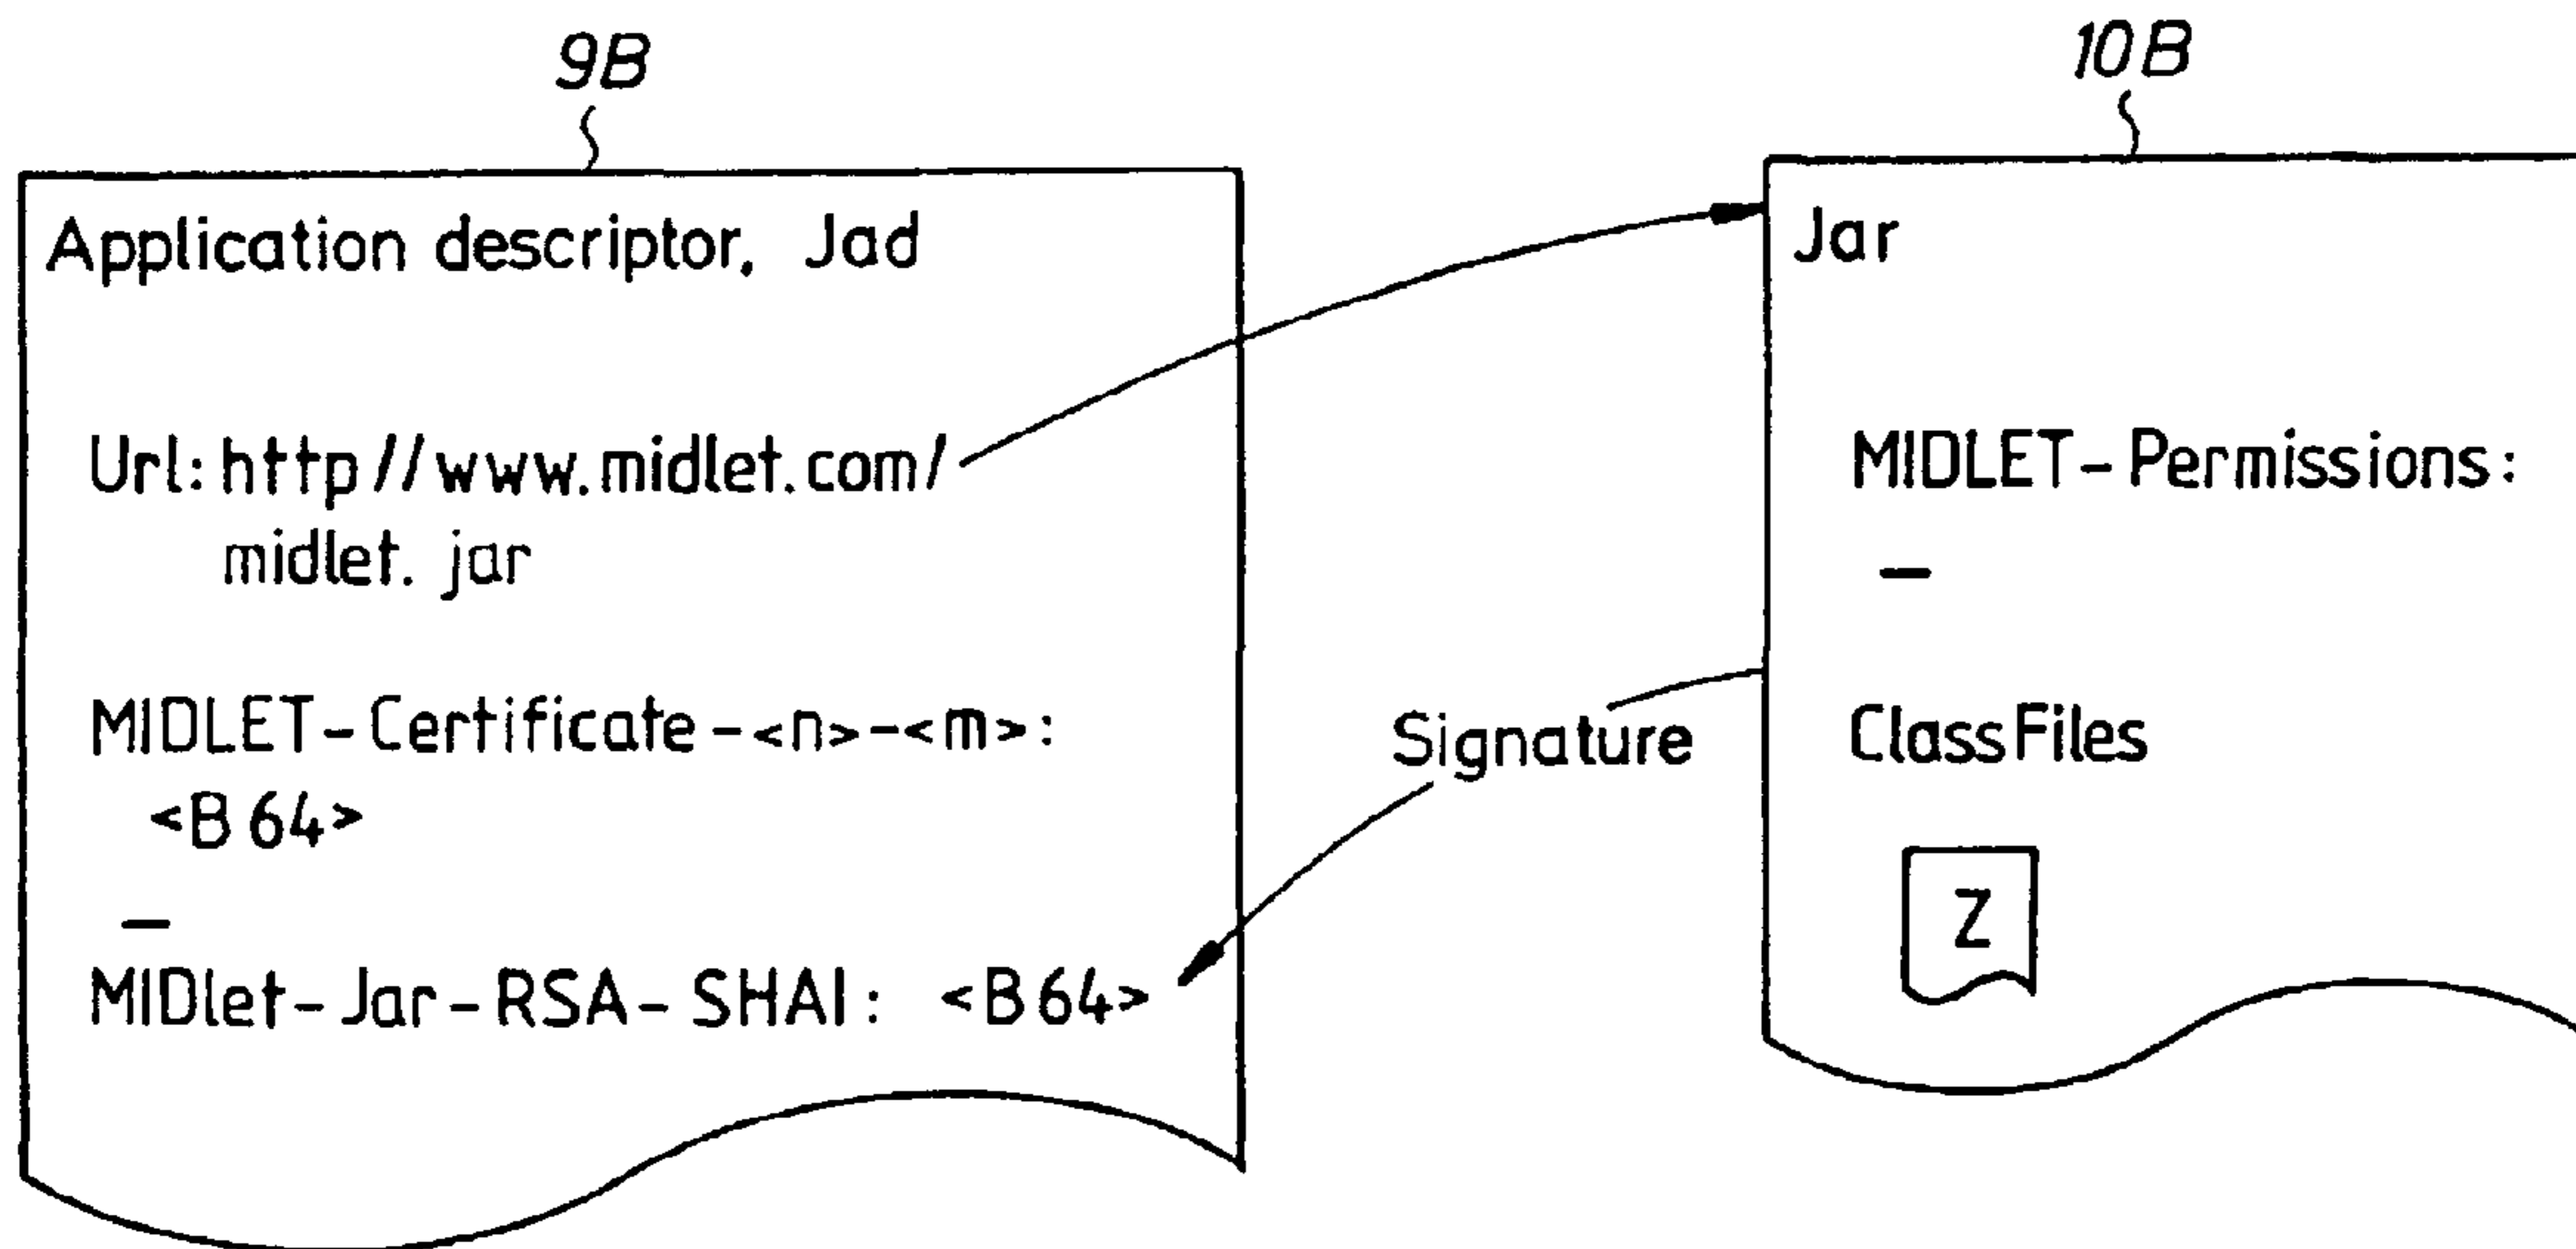 9B
Application descriptor, Jad
Url: http//www.midlet.com/
midlet. jar
MIDLET-Certificate-<n>-<m>:
<B64>
–
MIDlet-Jar-RSA-SHAI: <B64>
Signature
10B
Jar
MIDLET-Permissions:
–
ClassFiles
Z